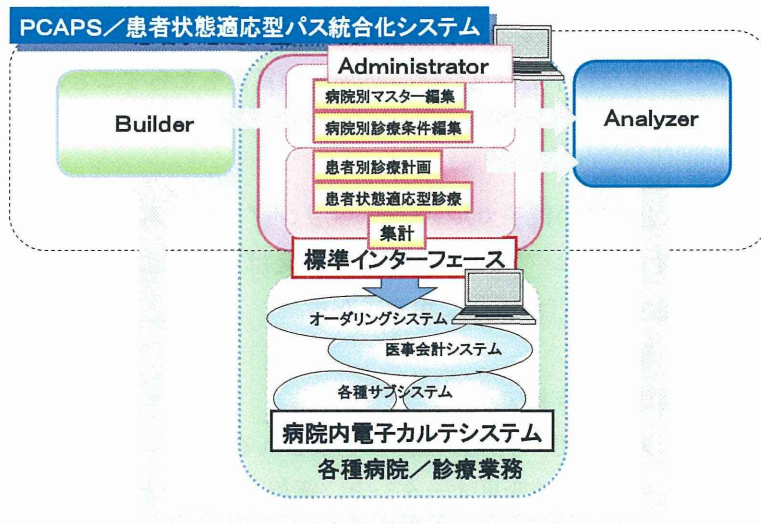 PCAPS／患者状態適応型パス統合化システム
Administrator
病院別マスター編集
Builder
病院別診療条件編集
Analyzer
患者別診療計画
患者状態適応型診療
集計
標準インターフェース
オーダリングシステム
医事会計システム
各種サブシステム
病院内電子カルテシステム
各種病院／診療業務